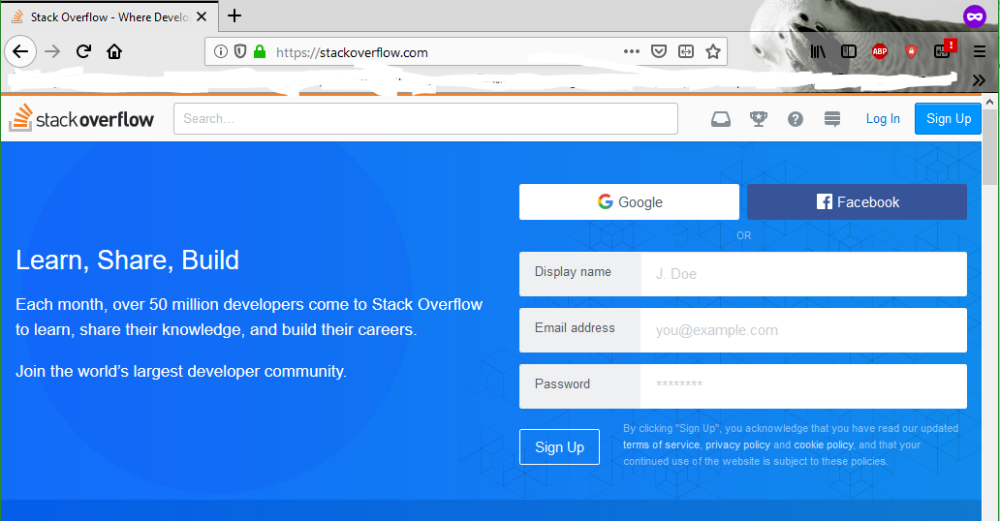 Stack Overflow - Where Develo
https://stackoverflow.com
ABP
stackoverflow
Search...
Log In
Sign Up
Google
Facebook
OR
Learn, Share, Build
Each month, over 50 million developers come to Stack Overflow
to learn, share their knowledge, and build their careers.
Join the world's largest developer community.
Display name
J. Doe
Email address
you@example.com
Password
********
Sign Up
By clicking "Sign Up", you acknowledge that you have read our updated
terms of service, privacy policy and cookie policy, and that your
continued use of the website is subject to these policies.